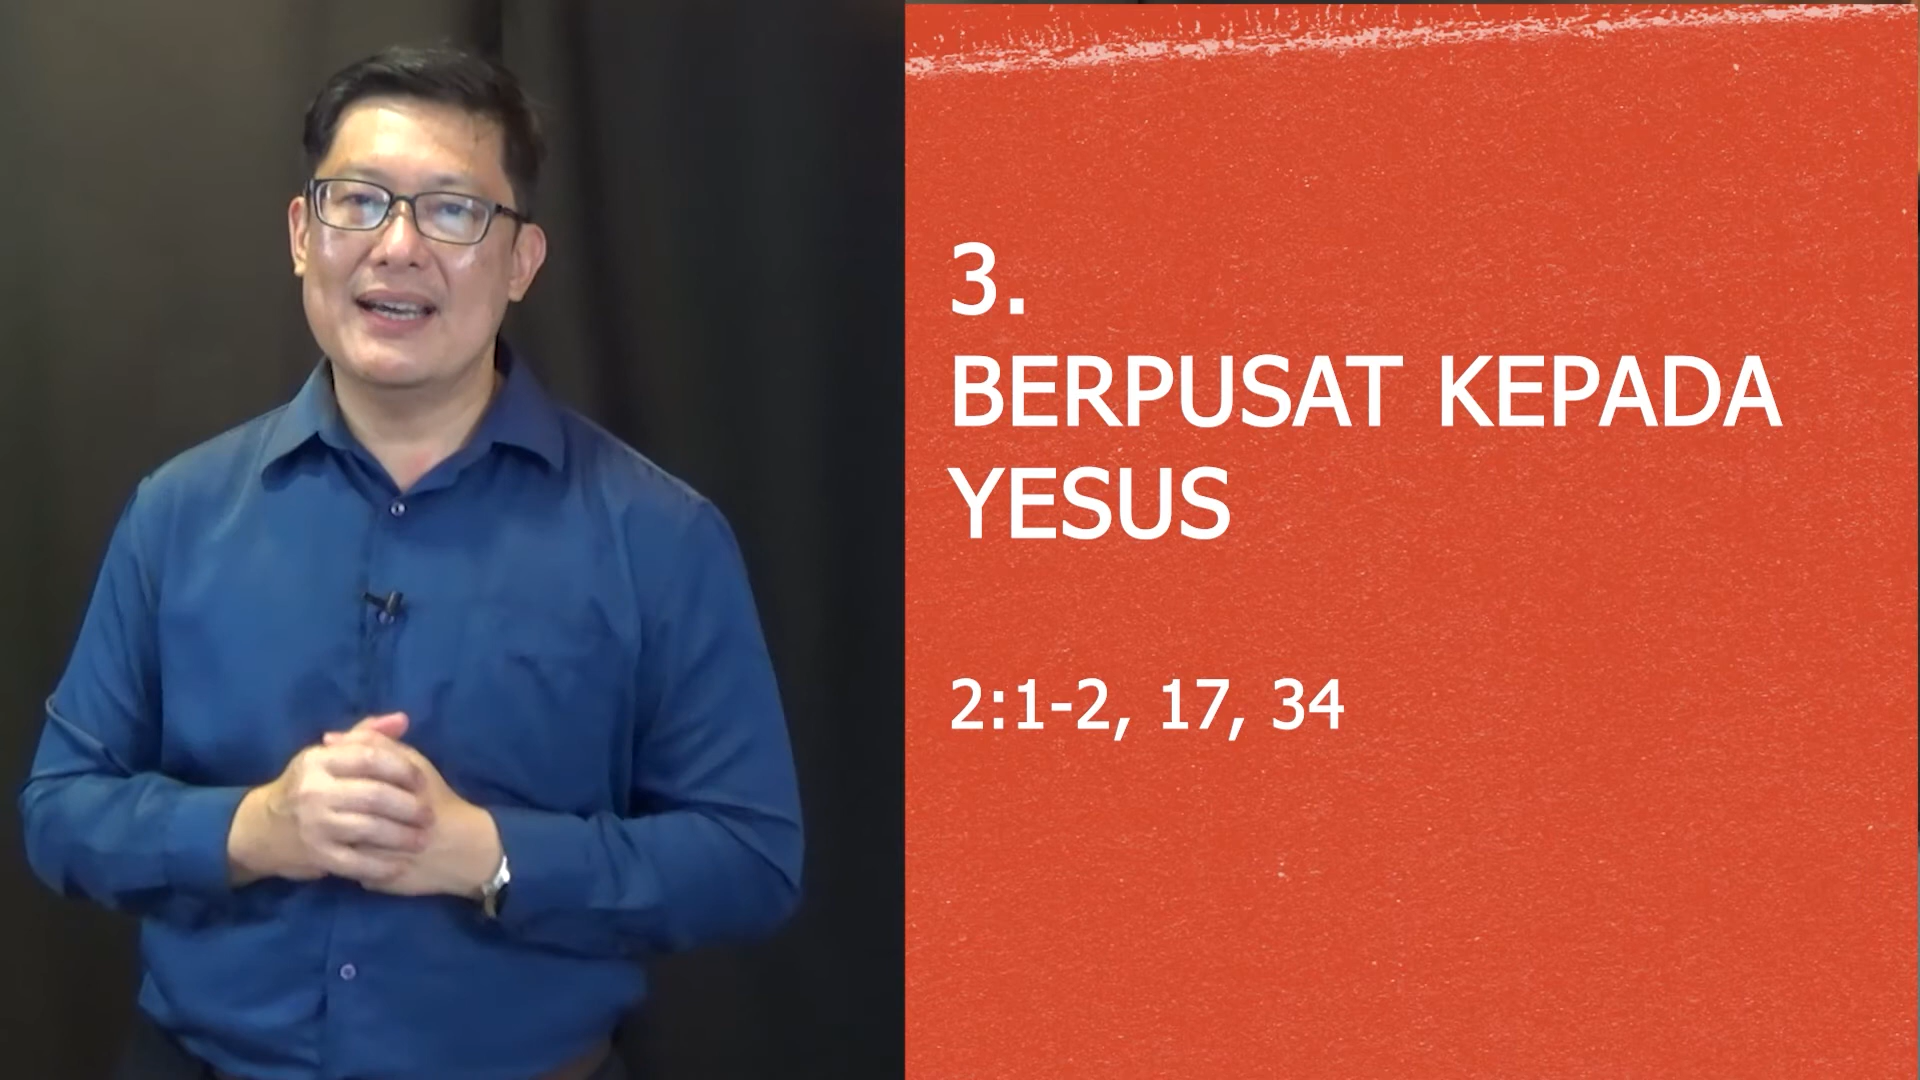 3.
BERPUSAT KEPADA
YESUS
2:1-2, 17, 34